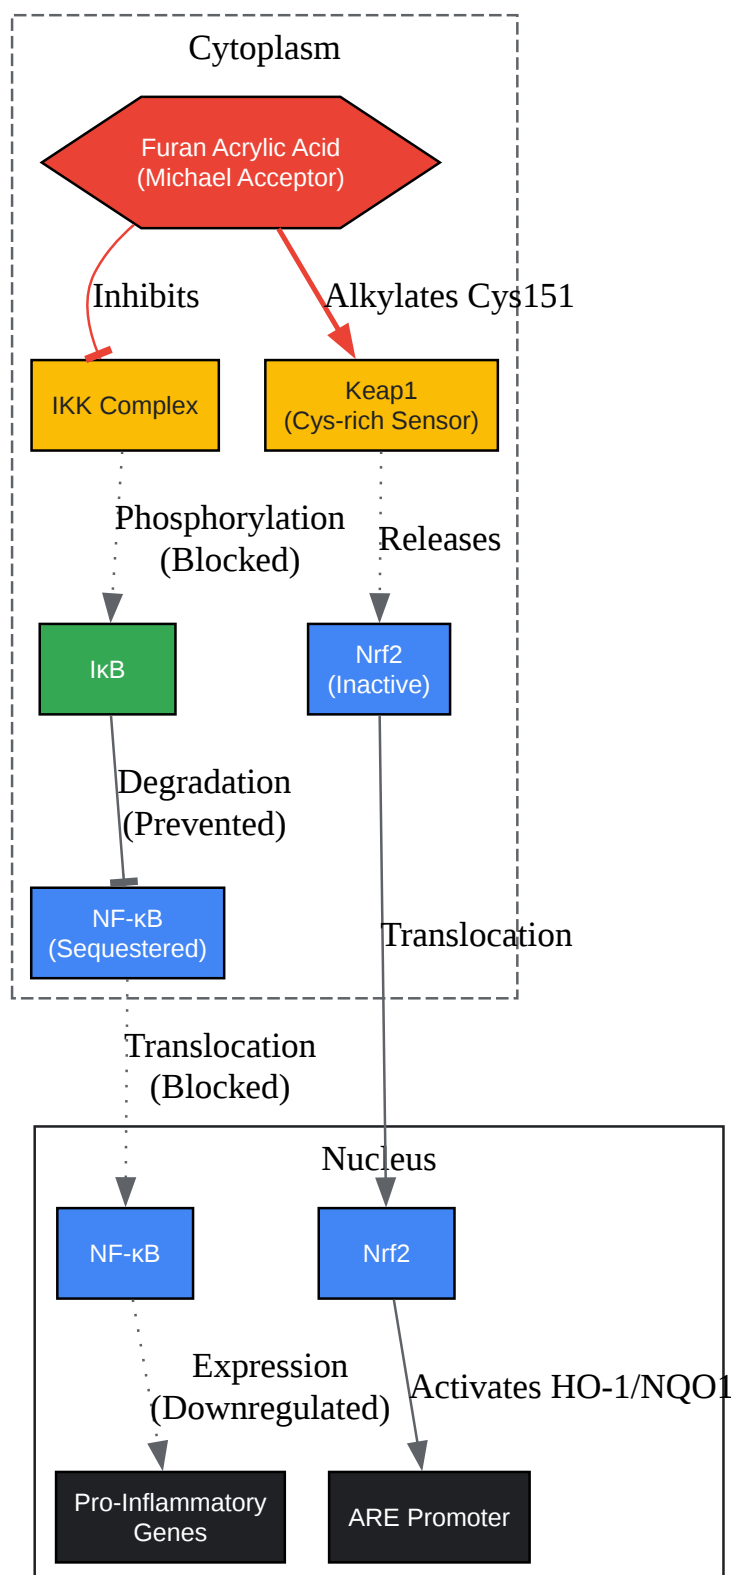 Cytoplasm
Furan Acrylic Acid
(Michael Acceptor)
Inhibits
Alkylates Cys151
IKK Complex
Keap1
(Cys-rich Sensor)
Phosphorylation
(Blocked)
Releases
IκB
Nrf2
(Inactive)
Degradation
(Prevented)
NF-κB
(Sequestered)
Translocation
Translocation
(Blocked)
Nucleus
NF-κB
Nrf2
Expression
(Downregulated)
Activates HO-1/NQO1
Pro-Inflammatory
Genes
ARE Promoter